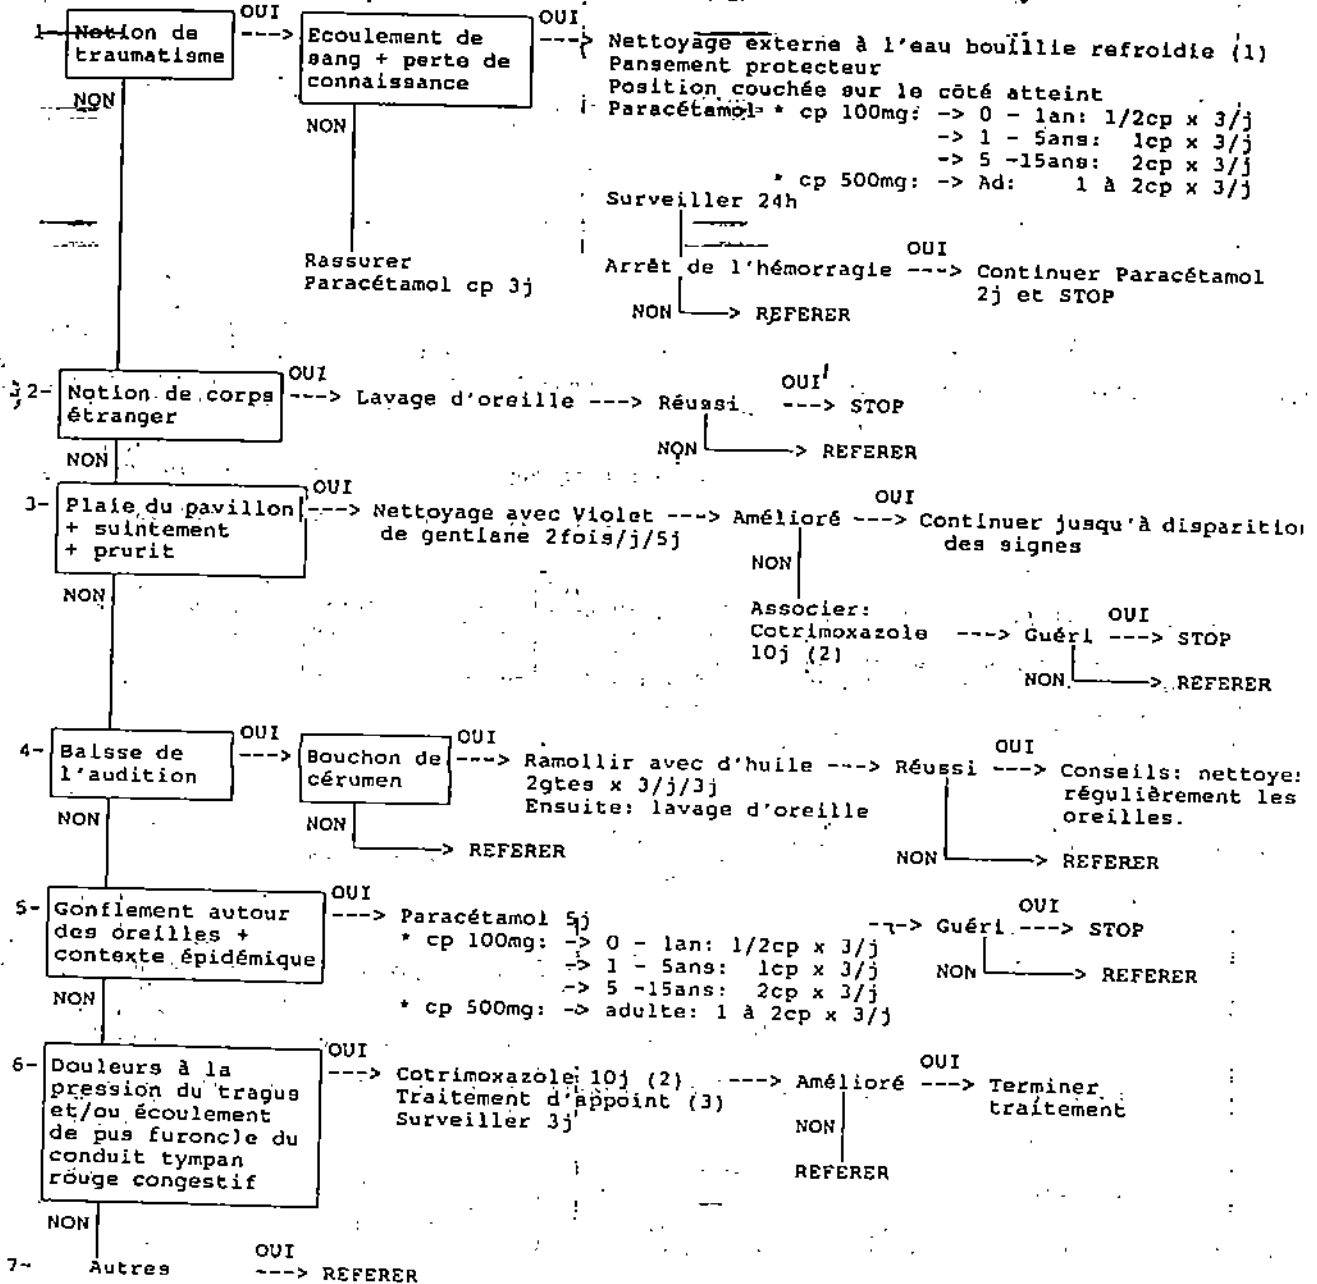 OUI OUI
1- Notion de ---> Ecoulement de ---> Nettoyage externe à l'eau bouillie refroidie (1)
traumatisme sang + perte de Pansement protecteur
connaissance Position couchée sur le côté atteint
NON Paracétamol * cp 100mg: -> 0 - 1an: 1/2cp x 3/j
NON -> 1 - 5ans: 1cp x 3/j
-> 5 -15ans: 2cp x 3/j
* cp 500mg: -> Ad: 1 à 2cp x 3/j
Surveiller 24h
OUI
Rassurer Arrêt de l'hémorragie ---> Continuer Paracétamol
Paracétamol cp 3j 2j et STOP
NON ---> REFERER
OUI OUI
2- Notion de corps ---> Lavage d'oreille ---> Réussi ---> STOP
étranger
NON NON ---> REFERER
OUI OUI
3- Plaie du pavillon ---> Nettoyage avec Violet ---> Amélioré ---> Continuer jusqu'à disparitio
+ suintement de gentiane 2fois/j/5j des signes
+ prurit
NON NON
Associer: OUI
Cotrimoxazole ---> Guéri ---> STOP
10j (2)
NON ---> REFERER
OUI OUI OUI
4- Baisse de ---> Bouchon de ---> Ramollir avec d'huile ---> Réussi ---> Conseils: nettoye
l'audition cérumen 2gtes x 3/j/3j régulièrement les
Ensuite: lavage d'oreille oreilles.
NON NON ---> REFERER NON ---> REFERER
OUI OUI
5- Gonflement autour ---> Paracétamol 5j --> Guéri ---> STOP
des oreilles + * cp 100mg: -> 0 - 1an: 1/2cp x 3/j
contexte épidémique -> 1 - 5ans: 1cp x 3/j NON ---> REFERER
NON -> 5 -15ans: 2cp x 3/j
* cp 500mg: -> adulte: 1 à 2cp x 3/j
OUI OUI
6- Douleurs à la ---> Cotrimoxazole 10j (2) ---> Amélioré ---> Terminer
pression du tragus Traitement d'appoint (3) traitement
et/ou écoulement Surveiller 3j
de pus furoncle du NON
conduit tympan
rouge congestif REFERER
NON
OUI
7- Autres ---> REFERER